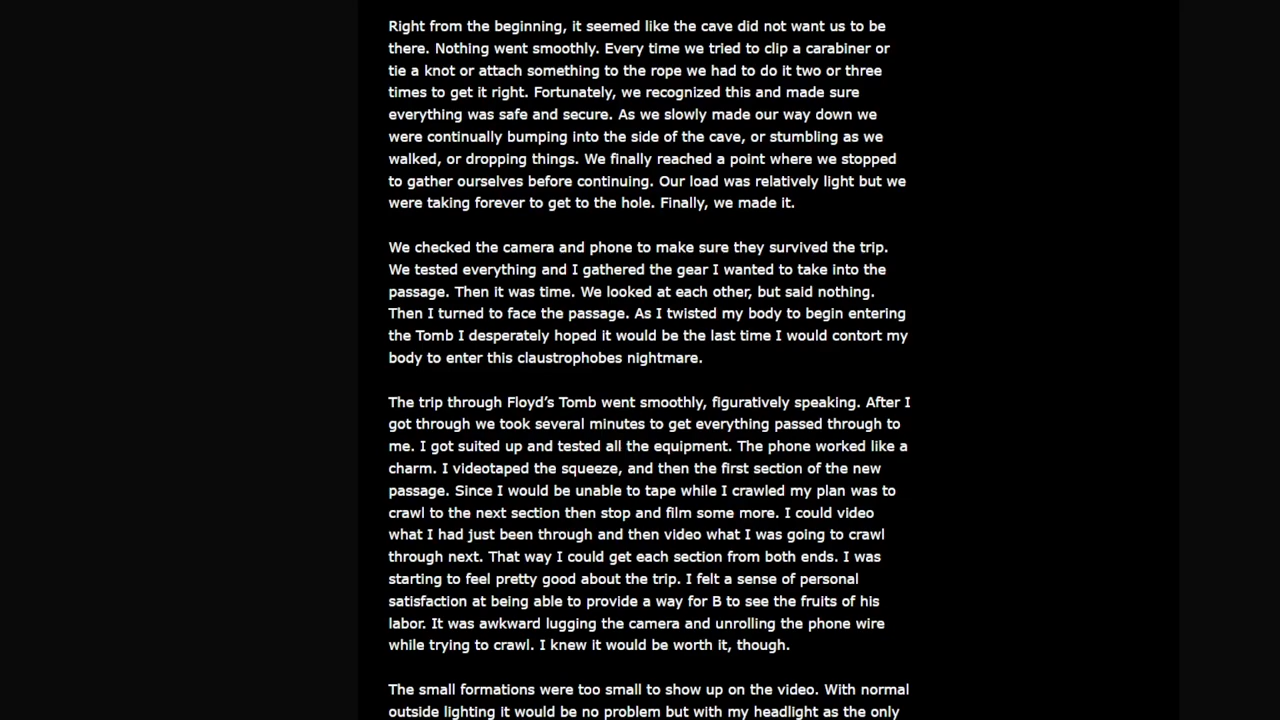 Right from the beginning, it seemed like the cave did not want us to be
there. Nothing went smoothly. Every time we tried to clip a carabiner or
tie a knot or attach something to the rope we had to do it two or three
times to get it right. Fortunately, we recognized this and made sure
everything was safe and secure. As we slowly made our way down we
were continually bumping into the side of the cave, or stumbling as we
walked, or dropping things. We finally reached a point where we stopped
to gather ourselves before continuing. Our load was relatively light but we
were taking forever to get to the hole. Finally, we made it.
We checked the camera and phone to make sure they survived the trip.
We tested everything and I gathered the gear I wanted to take into the
passage. Then it was time. We looked at each other, but said nothing.
Then I turned to face the passage. As I twisted my body to begin entering
the Tomb I desperately hoped it would be the last time I would contort my
body to enter this claustrophobes nightmare.
The trip through Floyd’s Tomb went smoothly, figuratively speaking. After I
got through we took several minutes to get everything passed through to
me. I got suited up and tested all the equipment. The phone worked like a
charm. I videotaped the squeeze, and then the first section of the new
passage. Since I would be unable to tape while I crawled my plan was to
crawl to the next section then stop and film some more. I could video
what I had just been through and then video what I was going to crawl
through next. That way I could get each section from both ends. I was
starting to feel pretty good about the trip. I felt a sense of personal
satisfaction at being able to provide a way for B to see the fruits of his
labor. It was awkward lugging the camera and unrolling the phone wire
while trying to crawl. I knew it would be worth it, though.
The small formations were too small to show up on the video. With normal
outside lighting it would be no problem but with my headlight as the only